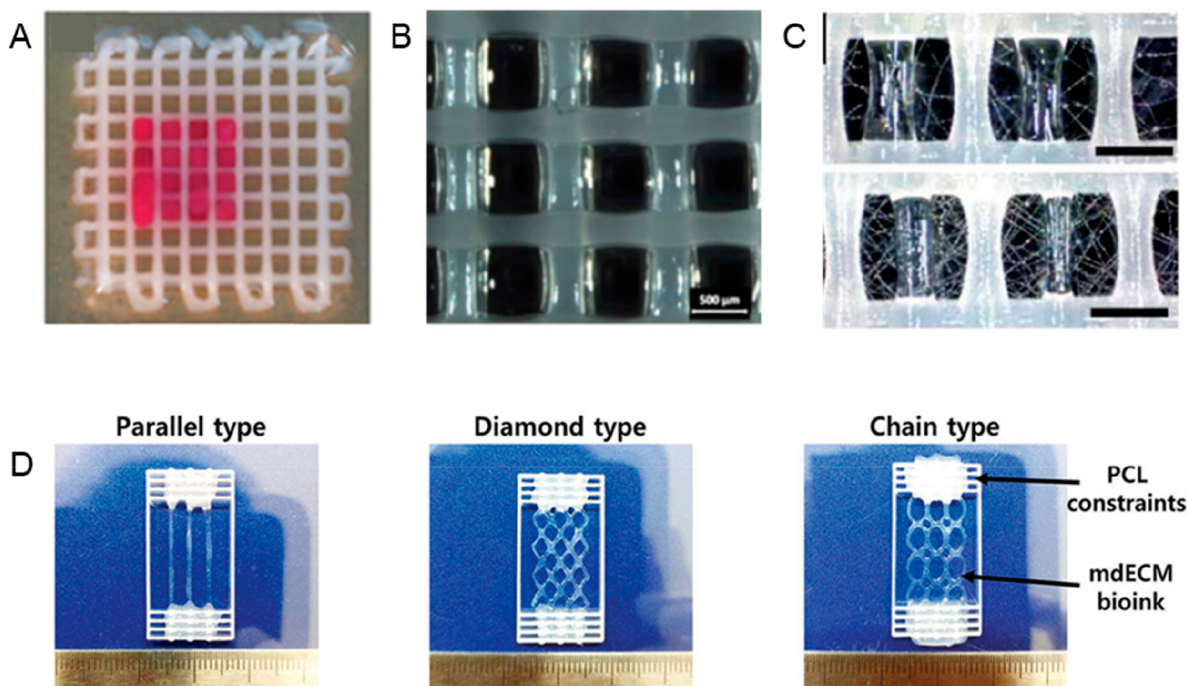 A
B
C
500 µm
D
Parallel type
Diamond type
Chain type
PCL
constraints
mdECM
bioink